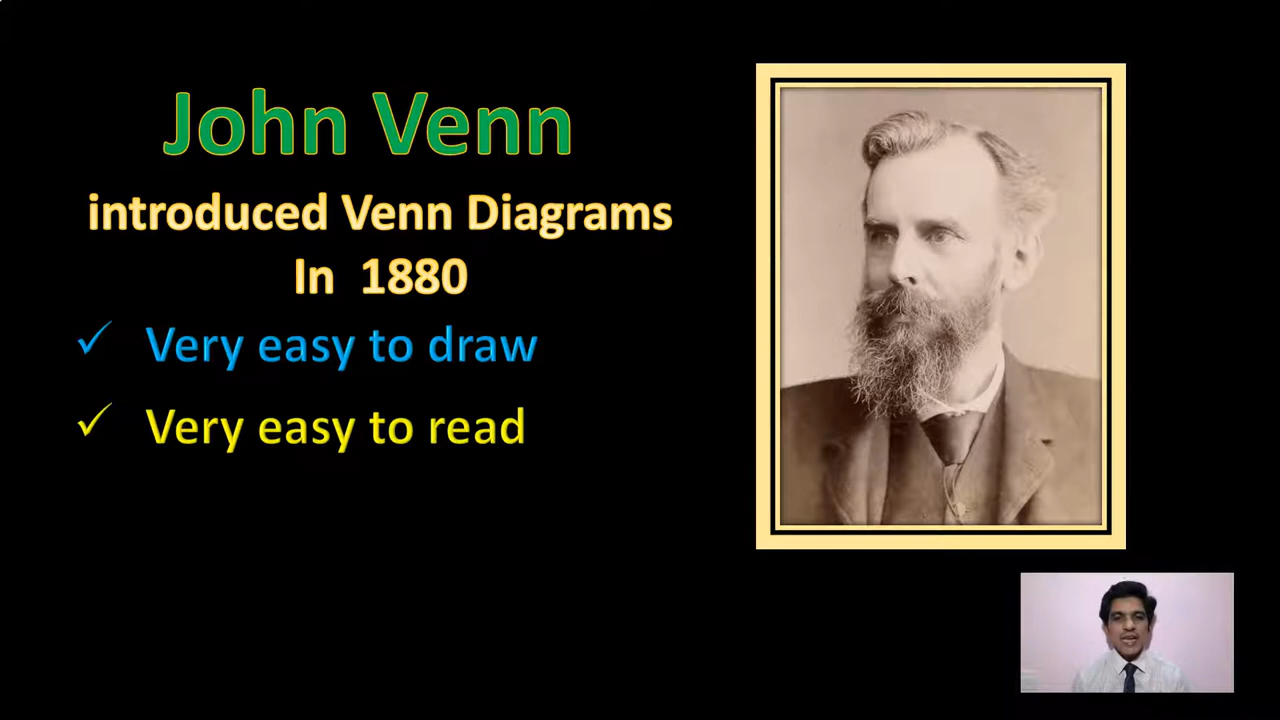 John Venn
introduced Venn Diagrams
In 1880
✓ Very easy to draw
✓ Very easy to read